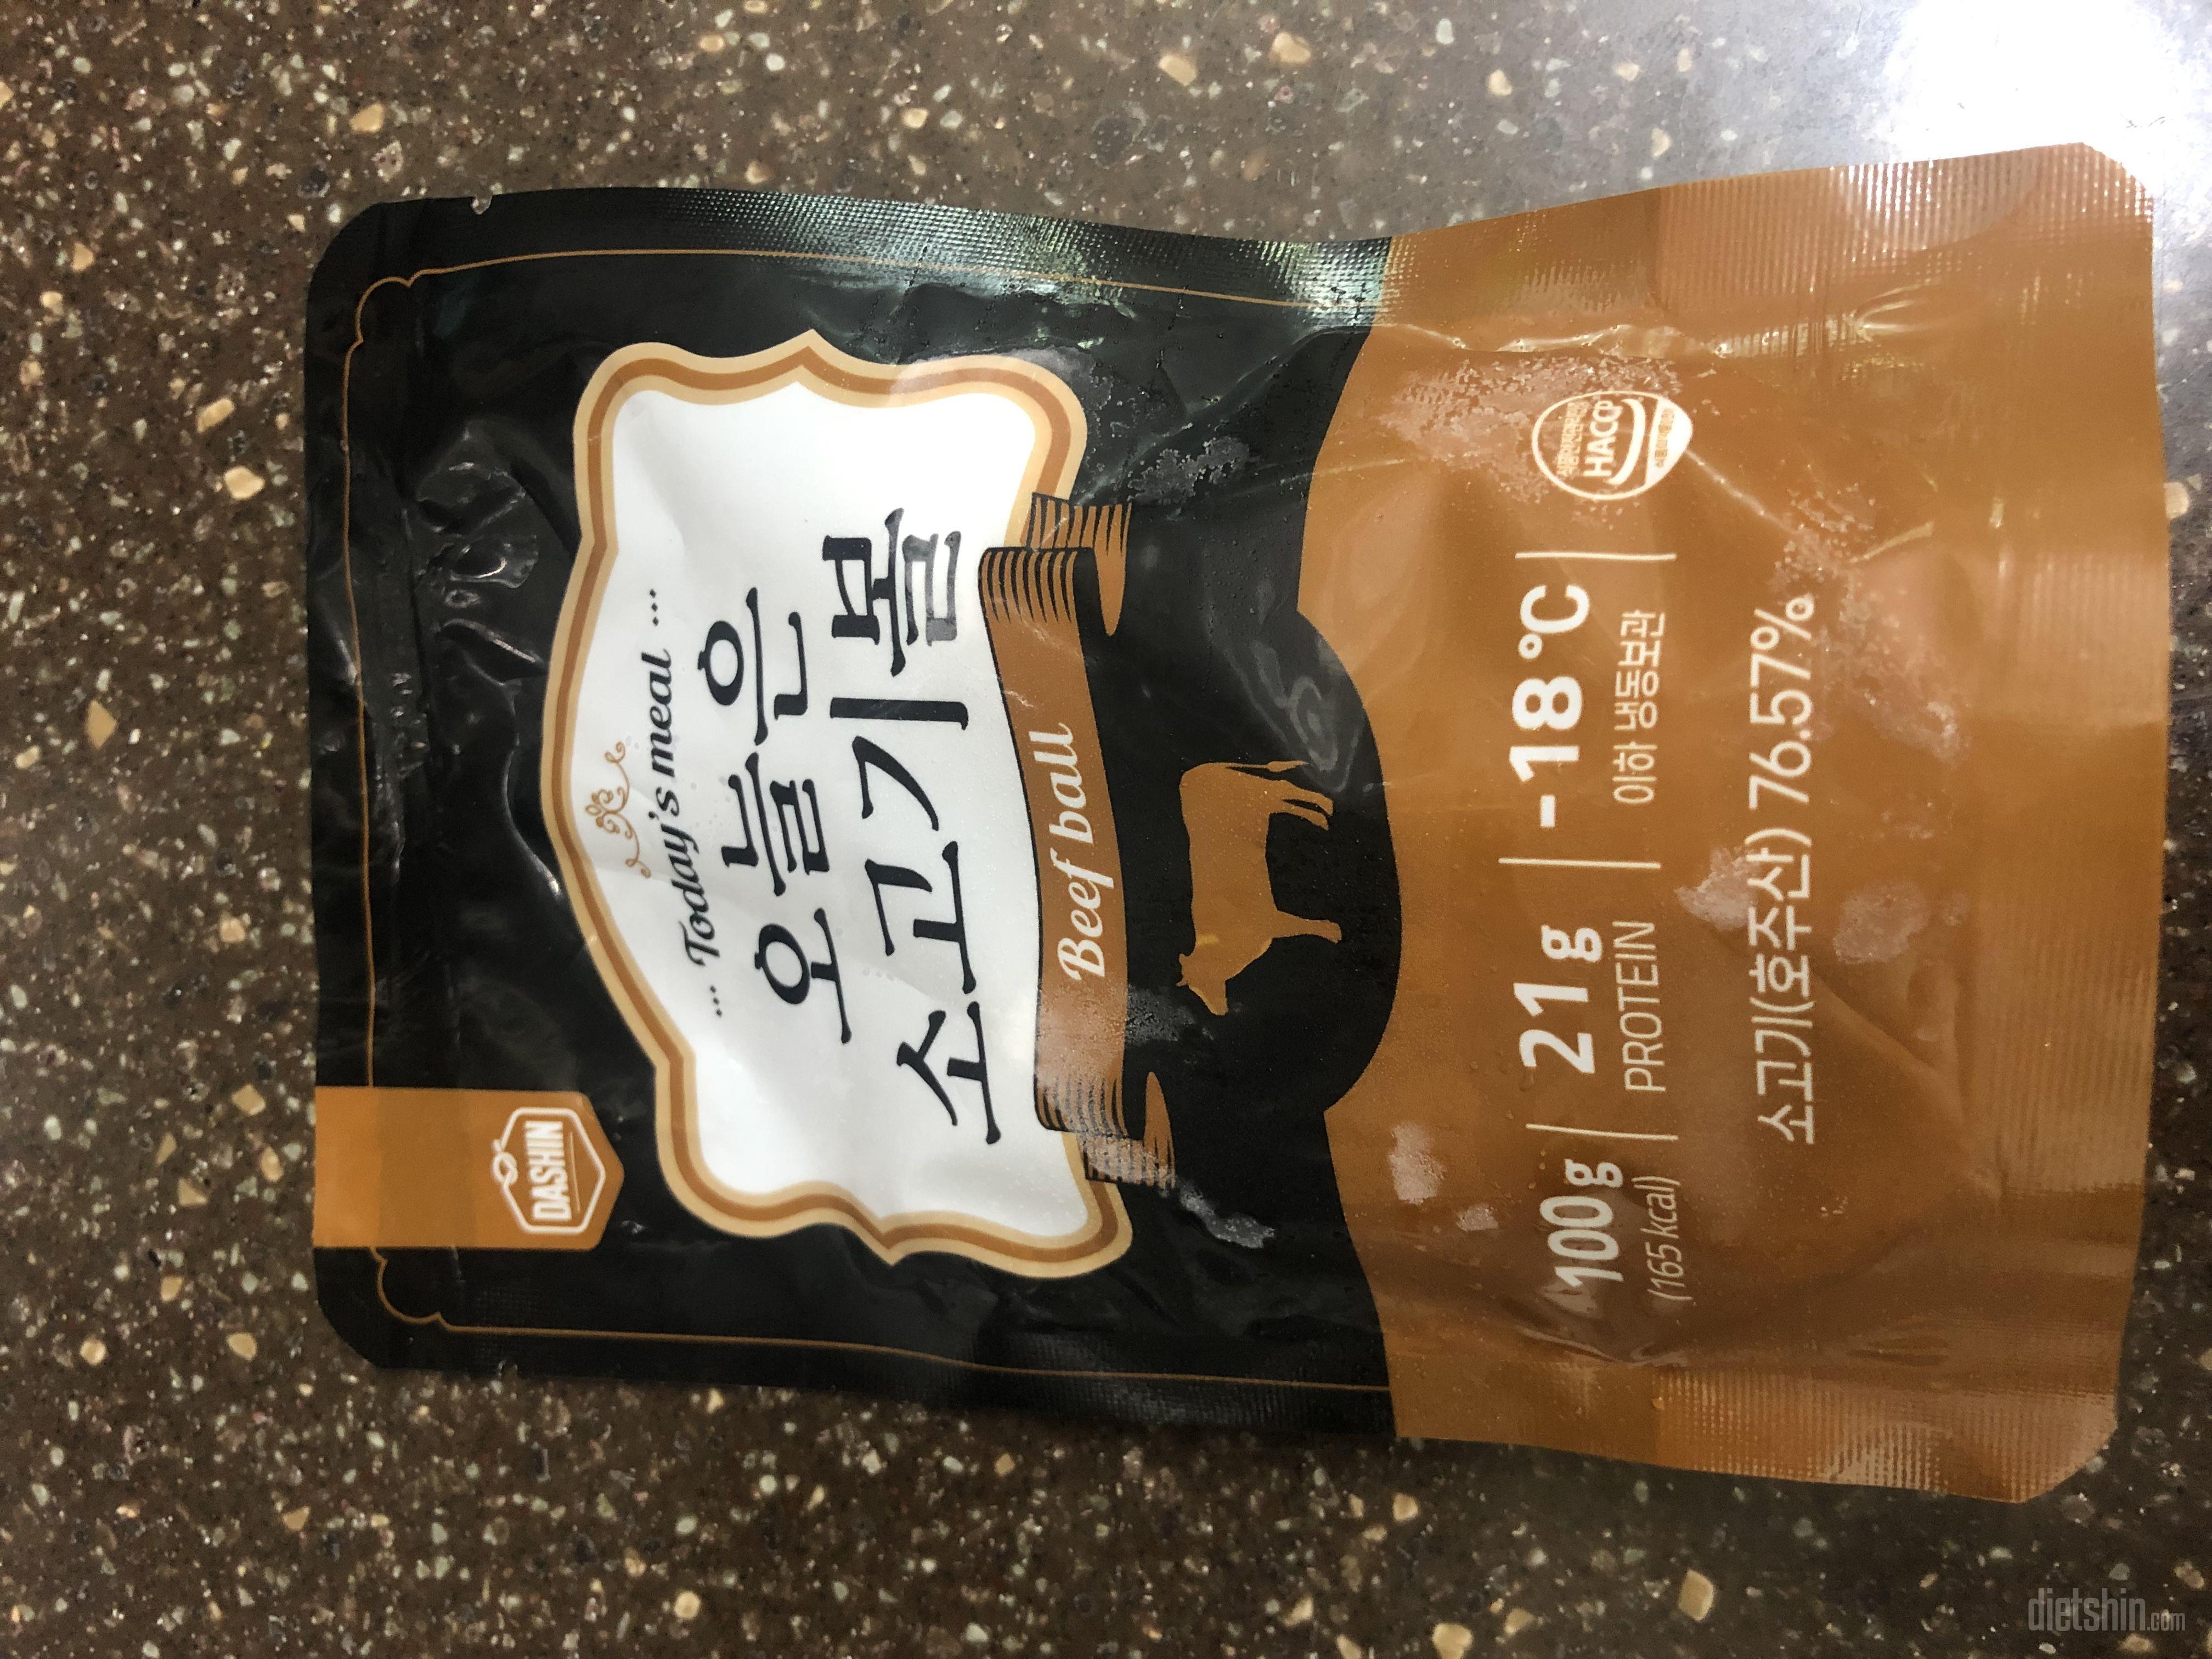 DASHIN
... Today's meal ...
오늘은
소고기볼
Beef ball
100g
(165 kcal)
21g
PROTEIN
-18℃
이하 냉동보관
HACCP
소고기(호주산) 76.57%
dietshin.com